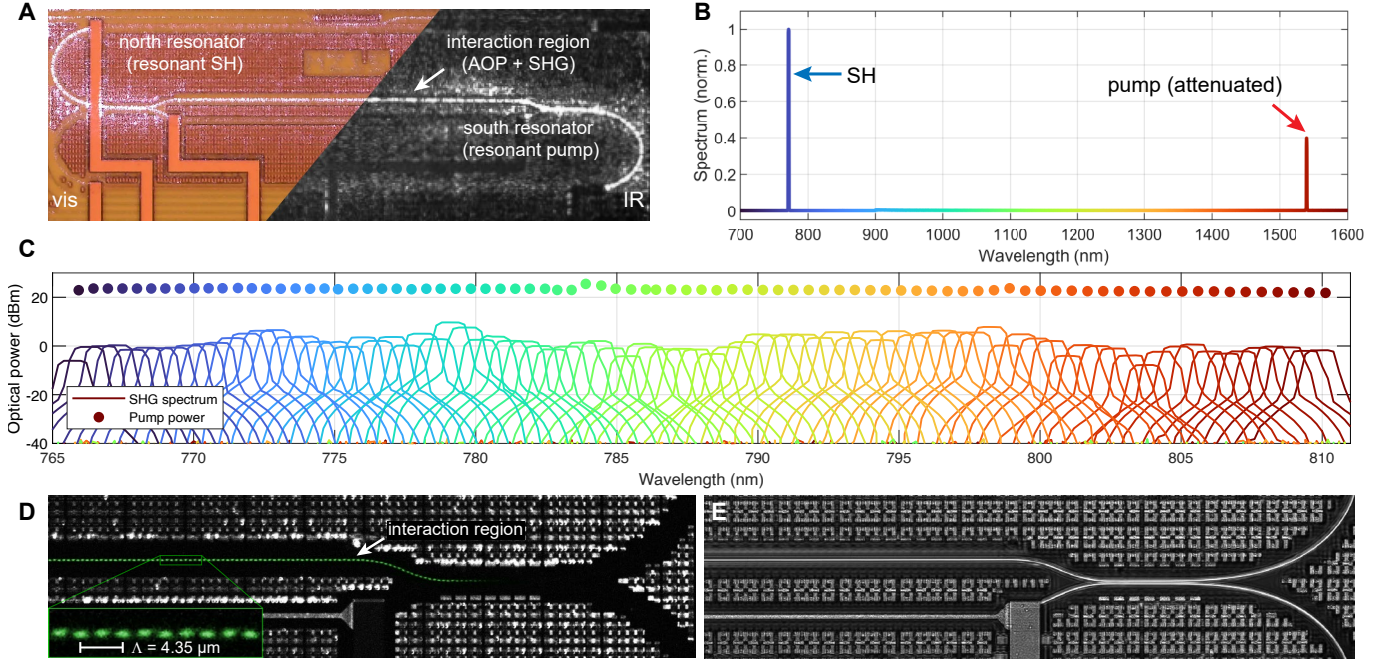 A
north resonator
(resonant SH)
interaction region
(AOP + SHG)
south resonator
(resonant pump)
vis
IR
B
Spectrum (norm.)
1
0.8
0.6
0.4
0.2
0
SH
pump (attenuated)
700 800 900 1000 1100 1200 1300 1400 1500 1600
Wavelength (nm)
C
Optical power (dBm)
20
0
-20
-40
SHG spectrum
Pump power
765 770 775 780 785 790 795 800 805 810
Wavelength (nm)
D
interaction region
Λ = 4.35 μm
E